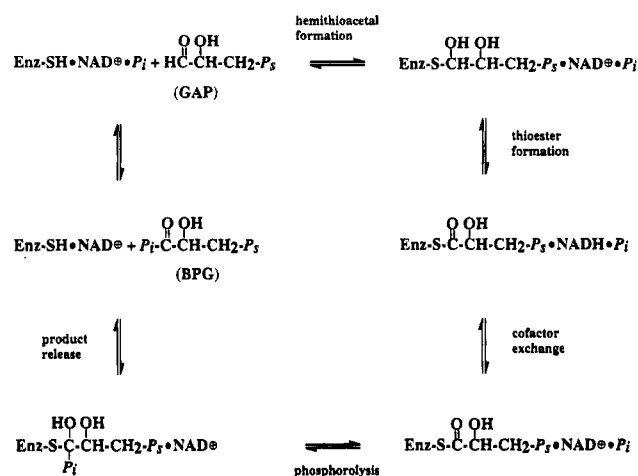 hemithioacetal
formation
O OH
Enz-SH•NAD⊕•Pi + HC-CH-CH2-Ps
(GAP)
OH OH
Enz-S-CH-CH-CH2-Ps•NAD⊕•Pi
thioester
formation
O OH
Enz-SH•NAD⊕ + Pi-C-CH-CH2-Ps
(BPG)
O OH
Enz-S-C-CH-CH2-Ps•NADH•Pi
product
release
cofactor
exchange
HO OH
Enz-S-C-CH-CH2-Ps•NAD⊕
Pi
phosphorolysis
O OH
Enz-S-C-CH-CH2-Ps•NAD⊕•Pi